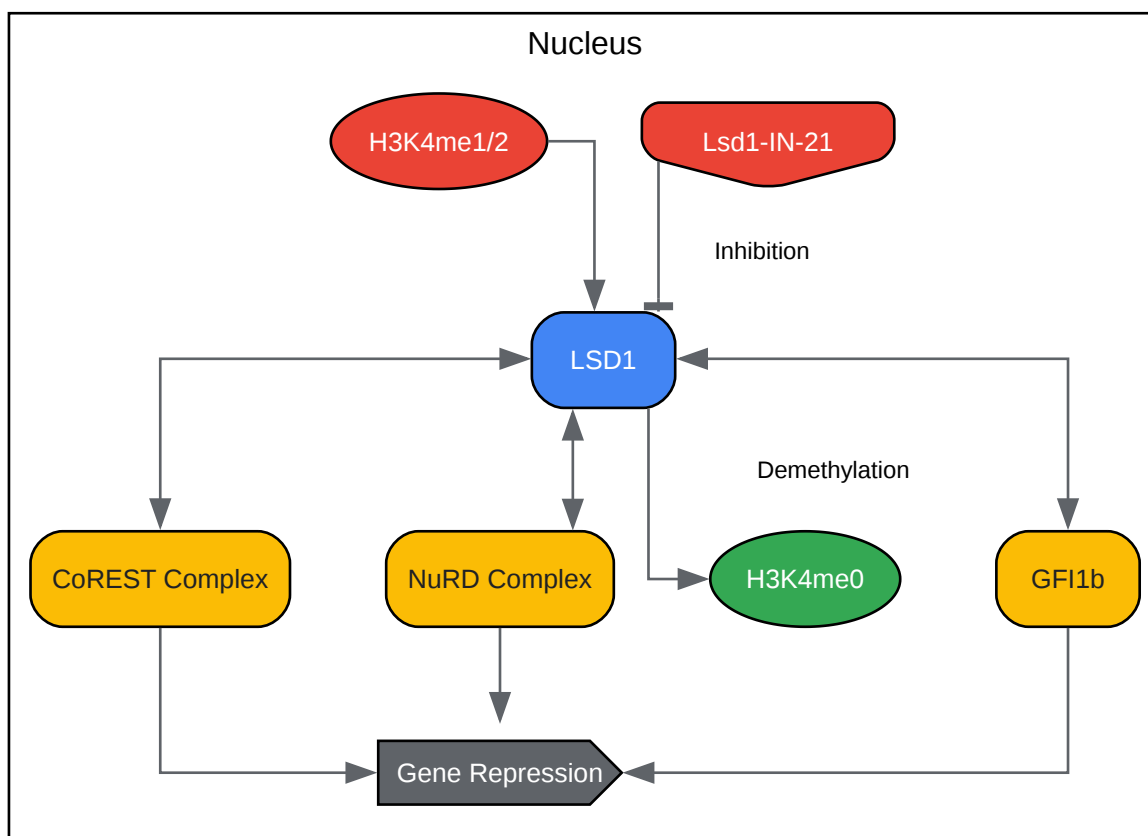 Nucleus
H3K4me1/2
Lsd1-IN-21
Inhibition
LSD1
Demethylation
CoREST Complex
NuRD Complex
H3K4me0
GFI1b
Gene Repression